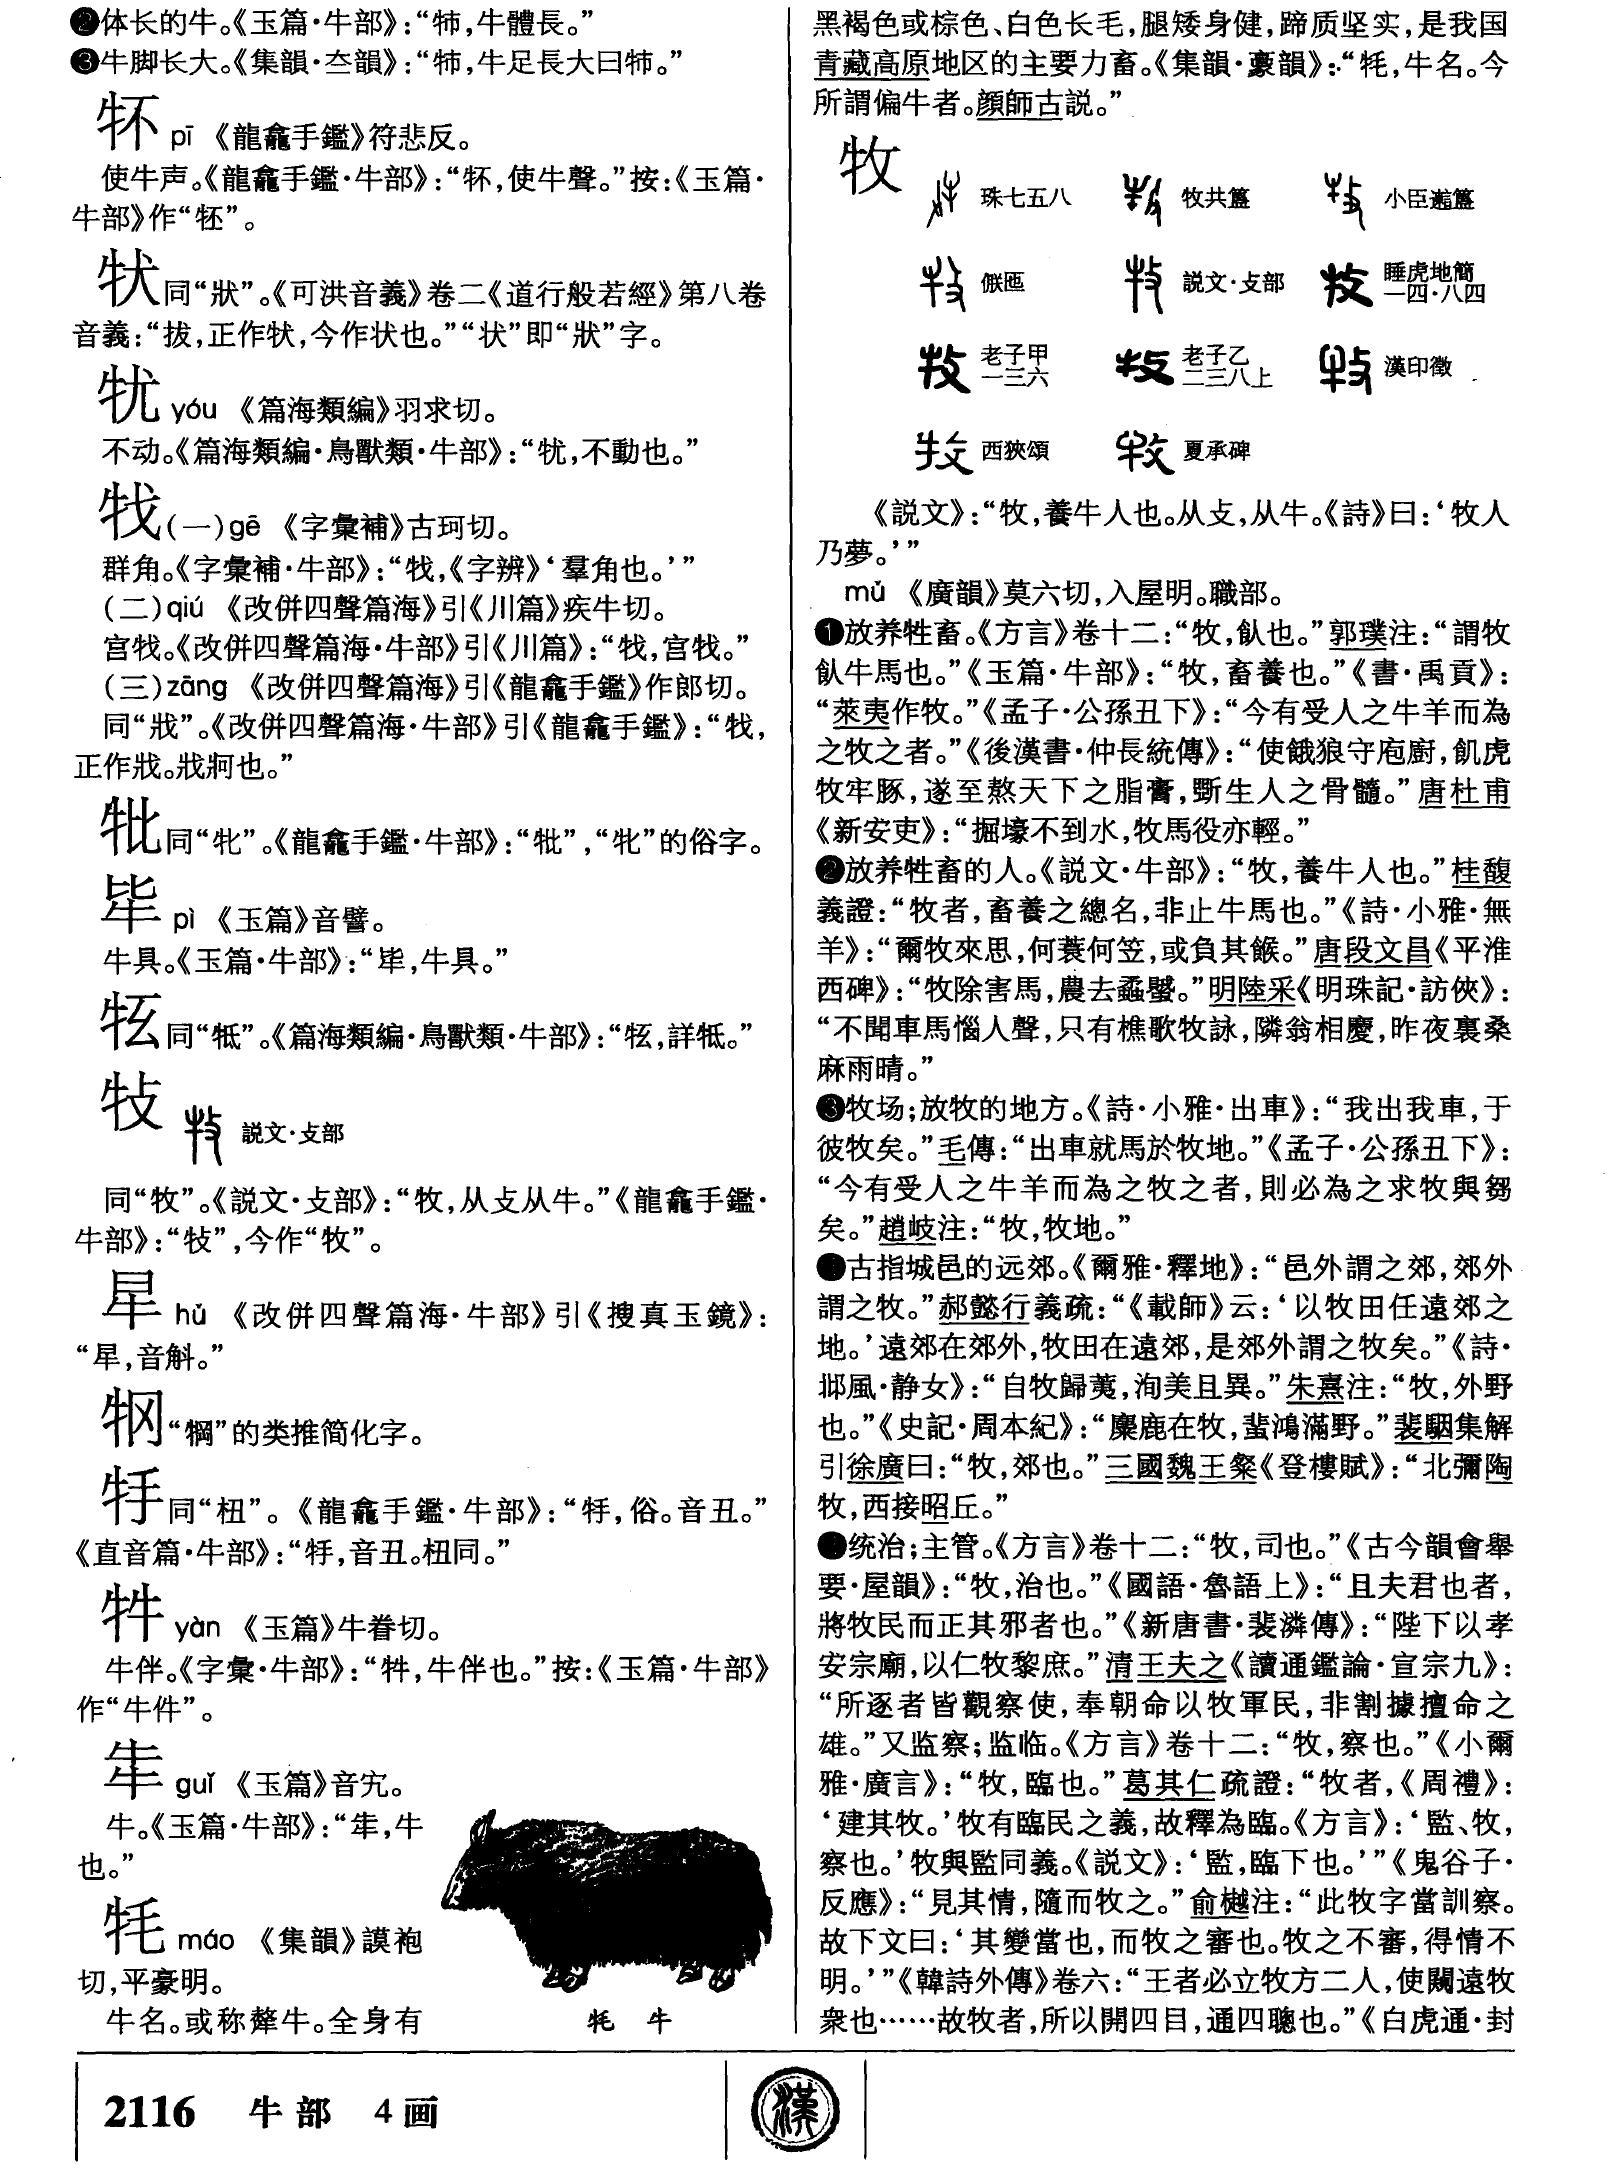 ❷体长的牛。《玉篇·牛部》：“㸬，牛體長。”
❸牛脚长大。《集韻·夳韻》：“㸬，牛足長大曰㸬。”
pī 《龍龕手鑑》符悲反。
使牛声。《龍龕手鑑·牛部》：“，使牛聲。”按：《玉篇·
牛部》作“”。
同“狀”。《可洪音義》卷二《道行般若經》第八卷
音義：“拔，正作，今作状也。”“状”即“狀”字。
牰 yóu 《篇海類編》羽求切。
不动。《篇海類編·鳥獸類·牛部》：“，不動也。”
（一）gē 《字彙補》古珂切。
群角。《字彙補·牛部》：“，《字辨》‘羣角也。’”
（二）qiú 《改併四聲篇海》引《川篇》疾牛切。
宫。《改併四聲篇海·牛部》引《川篇》：“，宫。”
（三）zāng 《改併四聲篇海》引《龍龕手鑑》作郎切。
同“戕”。《改併四聲篇海·牛部》引《龍龕手鑑》：“，
正作戕。戕牁也。”
同“牝”。《龍龕手鑑·牛部》：“”，“牝”的俗字。
pì 《玉篇》音譬。
牛具。《玉篇·牛部》：“，牛具。”
同“牴”。《篇海類編·鳥獸類·牛部》：“，詳牴。”
䍩 説文·攴部
同“牧”。《説文·攴部》：“牧，从攴从牛。”《龍龕手鑑·
牛部》：“”，今作“牧”。
hǔ 《改併四聲篇海·牛部》引《搜真玉鏡》：
“，音斛。”
“犅”的类推简化字。
同“杻”。《龍龕手鑑·牛部》：“，俗。音丑。”
《直音篇·牛部》：“，音丑。杻同。”
yàn 《玉篇》牛眷切。
牛伴。《字彙·牛部》：“，牛伴也。”按：《玉篇·牛部》
作“牛件”。
guǐ 《玉篇》音宄。
牛。《玉篇·牛部》：“，牛
也。”
牦 máo 《集韻》謨袍
切，平豪明。
牛名。或称犛牛。全身有
牦 牛
黑褐色或棕色、白色长毛，腿矮身健，蹄质坚实，是我国
青藏高原地区的主要力畜。《集韻·豪韻》：“牦，牛名。今
所謂偏牛者。顔師古説。”
牧 珠七五八 牧共簋 小臣簋
匜 説文·攴部 睡虎地簡一四·八四
老子甲一三六 老子乙二三八上 漢印徵
西狹頌 夏承碑
《説文》：“牧，養牛人也。从攴，从牛。《詩》曰：‘牧人
乃夢。’”
mù 《廣韻》莫六切，入屋明。職部。
❶放养牲畜。《方言》卷十二：“牧，飤也。”郭璞注：“謂牧
飤牛馬也。”《玉篇·牛部》：“牧，畜養也。”《書·禹貢》：
“萊夷作牧。”《孟子·公孫丑下》：“今有受人之牛羊而為
之牧之者。”《後漢書·仲長統傳》：“使餓狼守庖廚，飢虎
牧牢豚，遂至熬天下之脂膏，斲生人之骨髓。”唐杜甫
《新安吏》：“掘壕不到水，牧馬役亦輕。”
❷放养牲畜的人。《説文·牛部》：“牧，養牛人也。”桂馥
義證：“牧者，畜養之總名，非止牛馬也。”《詩·小雅·無
羊》：“爾牧來思，何蓑何笠，或負其餱。”唐段文昌《平淮
西碑》：“牧除害馬，農去蟊蠥。”明陸采《明珠記·訪俠》：
“不聞車馬惱人聲，只有樵歌牧詠，隣翁相慶，昨夜裏桑
麻雨晴。”
❸牧场；放牧的地方。《詩·小雅·出車》：“我出我車，于
彼牧矣。”毛傳：“出車就馬於牧地。”《孟子·公孫丑下》：
“今有受人之牛羊而為之牧之者，則必為之求牧與芻
矣。”趙岐注：“牧，牧地。”
❹古指城邑的远郊。《爾雅·釋地》：“邑外謂之郊，郊外
謂之牧。”郝懿行義疏：“《載師》云：‘以牧田任遠郊之
地。’遠郊在郊外，牧田在遠郊，是郊外謂之牧矣。”《詩·
邶風·静女》：“自牧歸荑，洵美且異。”朱熹注：“牧，外野
也。”《史記·周本紀》：“麋鹿在牧，蜚鴻滿野。”裴駰集解
引徐廣曰：“牧，郊也。”三國魏王粲《登樓賦》：“北彌陶
牧，西接昭丘。”
❺统治；主管。《方言》卷十二：“牧，司也。”《古今韻會舉
要·屋韻》：“牧，治也。”《國語·魯語上》：“且夫君也者，
將牧民而正其邪者也。”《新唐書·裴潾傳》：“陛下以孝
安宗廟，以仁牧黎庶。”清王夫之《讀通鑑論·宣宗九》：
“所逐者皆觀察使，奉朝命以牧軍民，非割據擅命之
雄。”又监察；监临。《方言》卷十二：“牧，察也。”《小爾
雅·廣言》：“牧，臨也。”葛其仁疏證：“牧者，《周禮》：
‘建其牧。’牧有臨民之義，故釋為臨。《方言》：‘監、牧，
察也。’牧與監同義。《説文》：‘監，臨下也。’”《鬼谷子·
反應》：“見其情，隨而牧之。”俞樾注：“此牧字當訓察。
故下文曰：‘其變當也，而牧之審也。牧之不審，得情不
明。’”《韓詩外傳》卷六：“王者必立牧方二人，使闚遠牧
衆也……故牧者，所以開四目，通四聰也。”《白虎通·封
2116 牛部 4画
漢